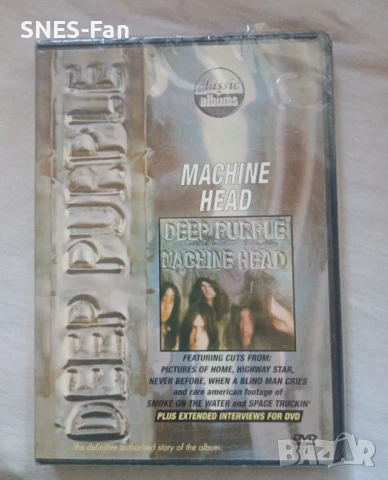 SNES-Fan
classic
albums
DEEP PURPLE
MACHINE
HEAD
DEEP PURPLE
MACHINE HEAD
FEATURING CUTS FROM:
PICTURES OF HOME, HIGHWAY STAR,
NEVER BEFORE, WHEN A BLIND MAN CRIES
and rare american footage of
SMOKE ON THE WATER and SPACE TRUCKIN'
PLUS EXTENDED INTERVIEWS FOR DVD
...the definitive authorised story of the album.
DVD
BAZAR